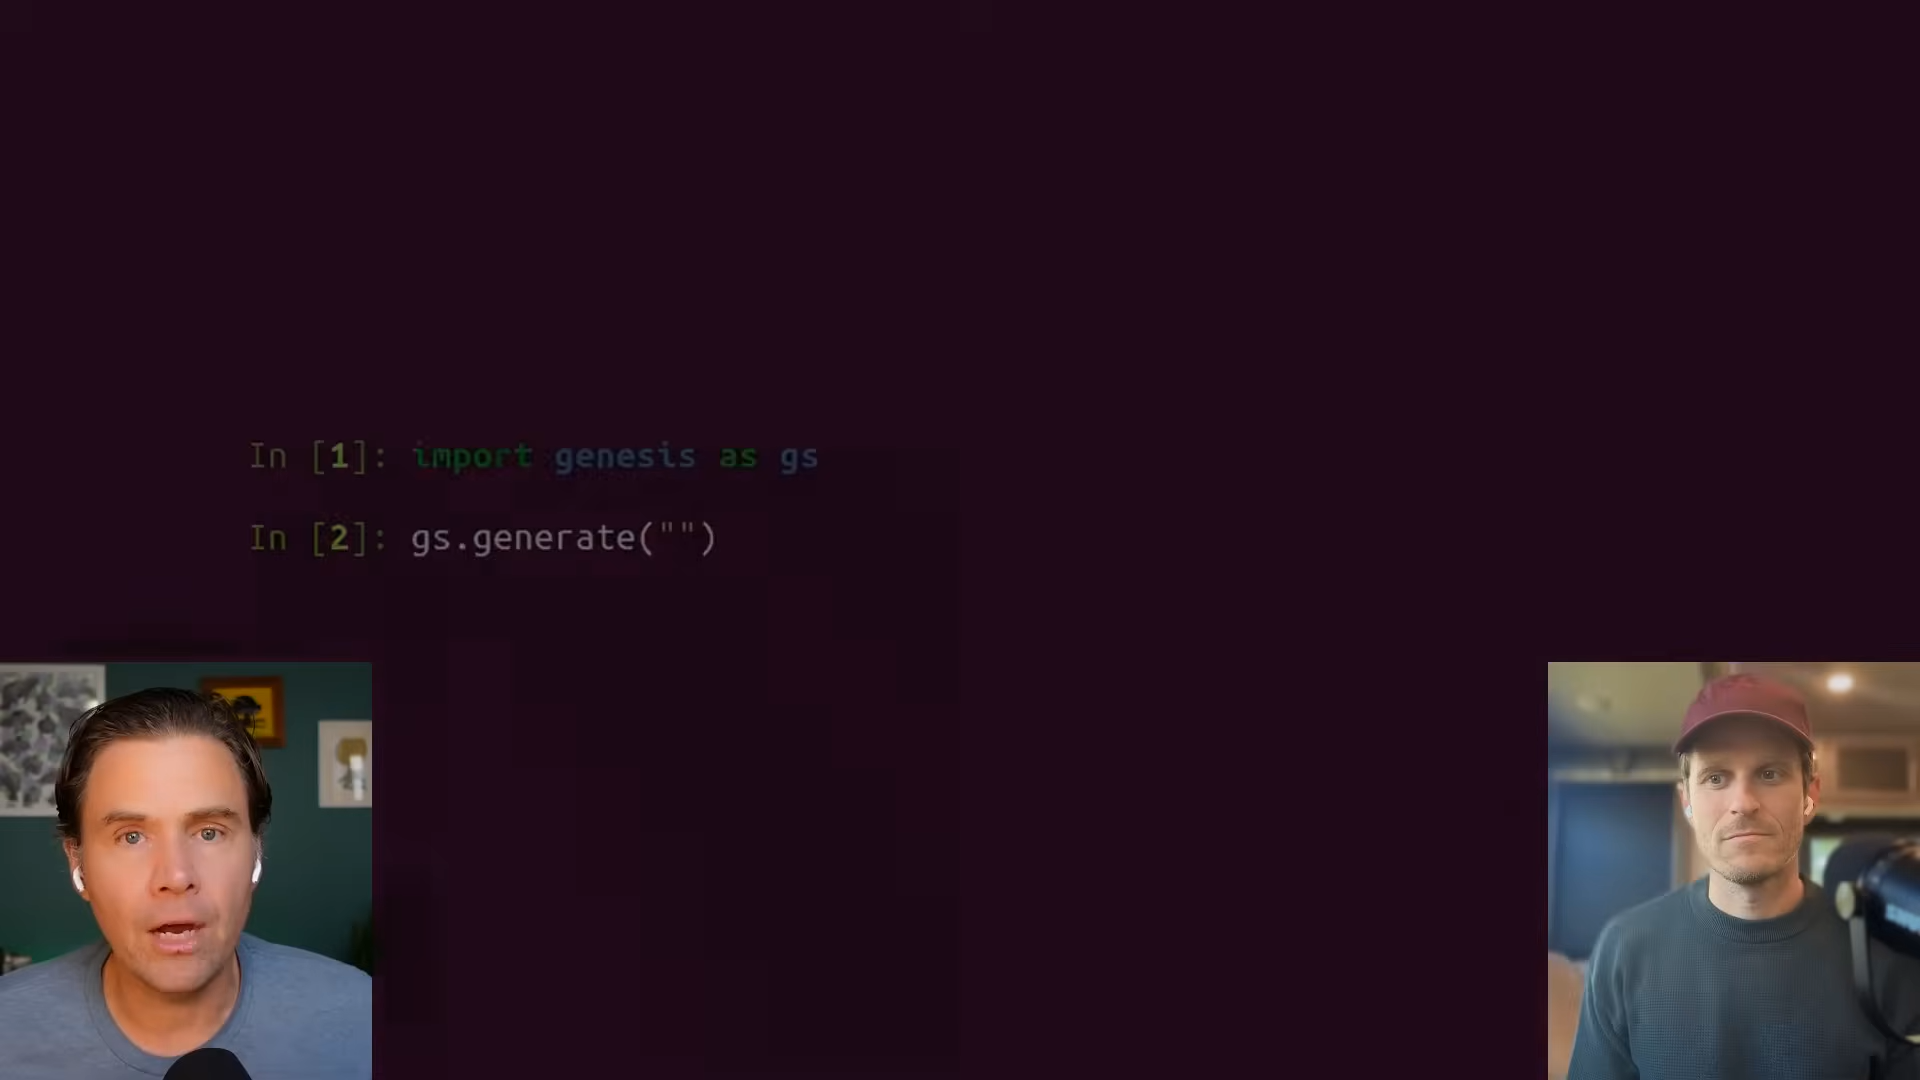 In [1]: import genesis as gs
In [2]: gs.generate("")